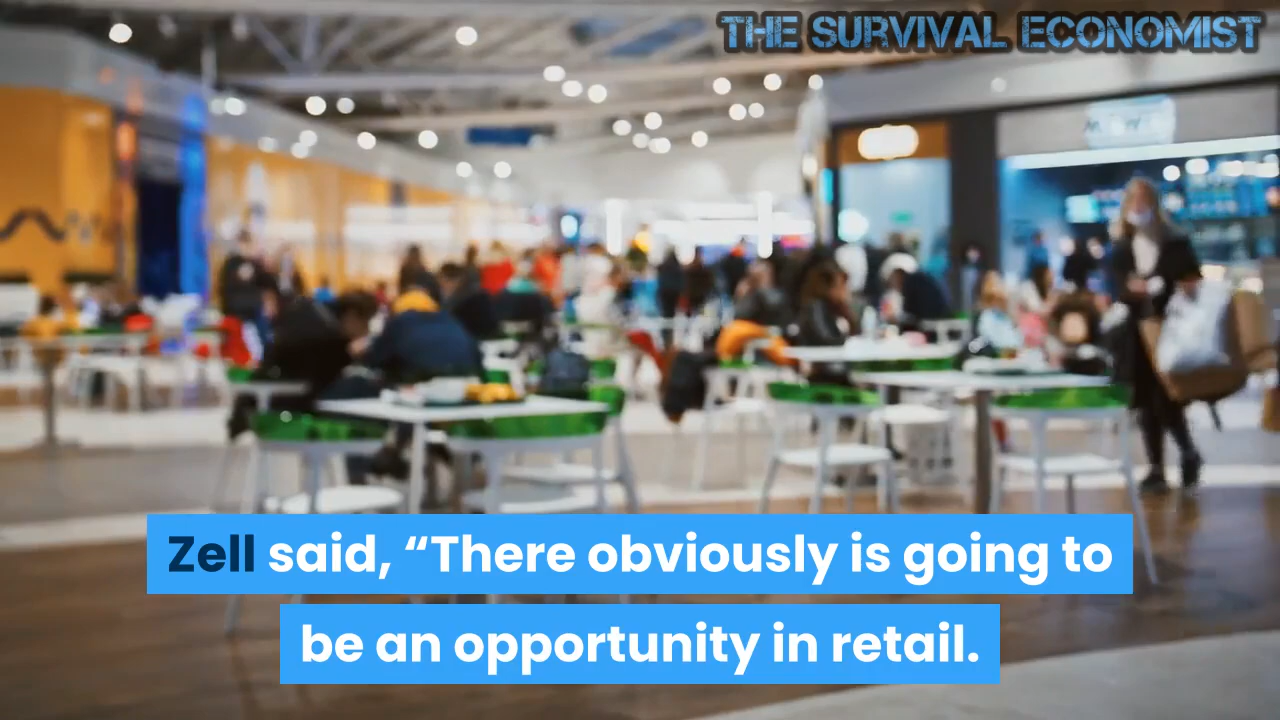 THE SURVIVAL ECONOMIST
Zell said, “There obviously is going to
be an opportunity in retail.